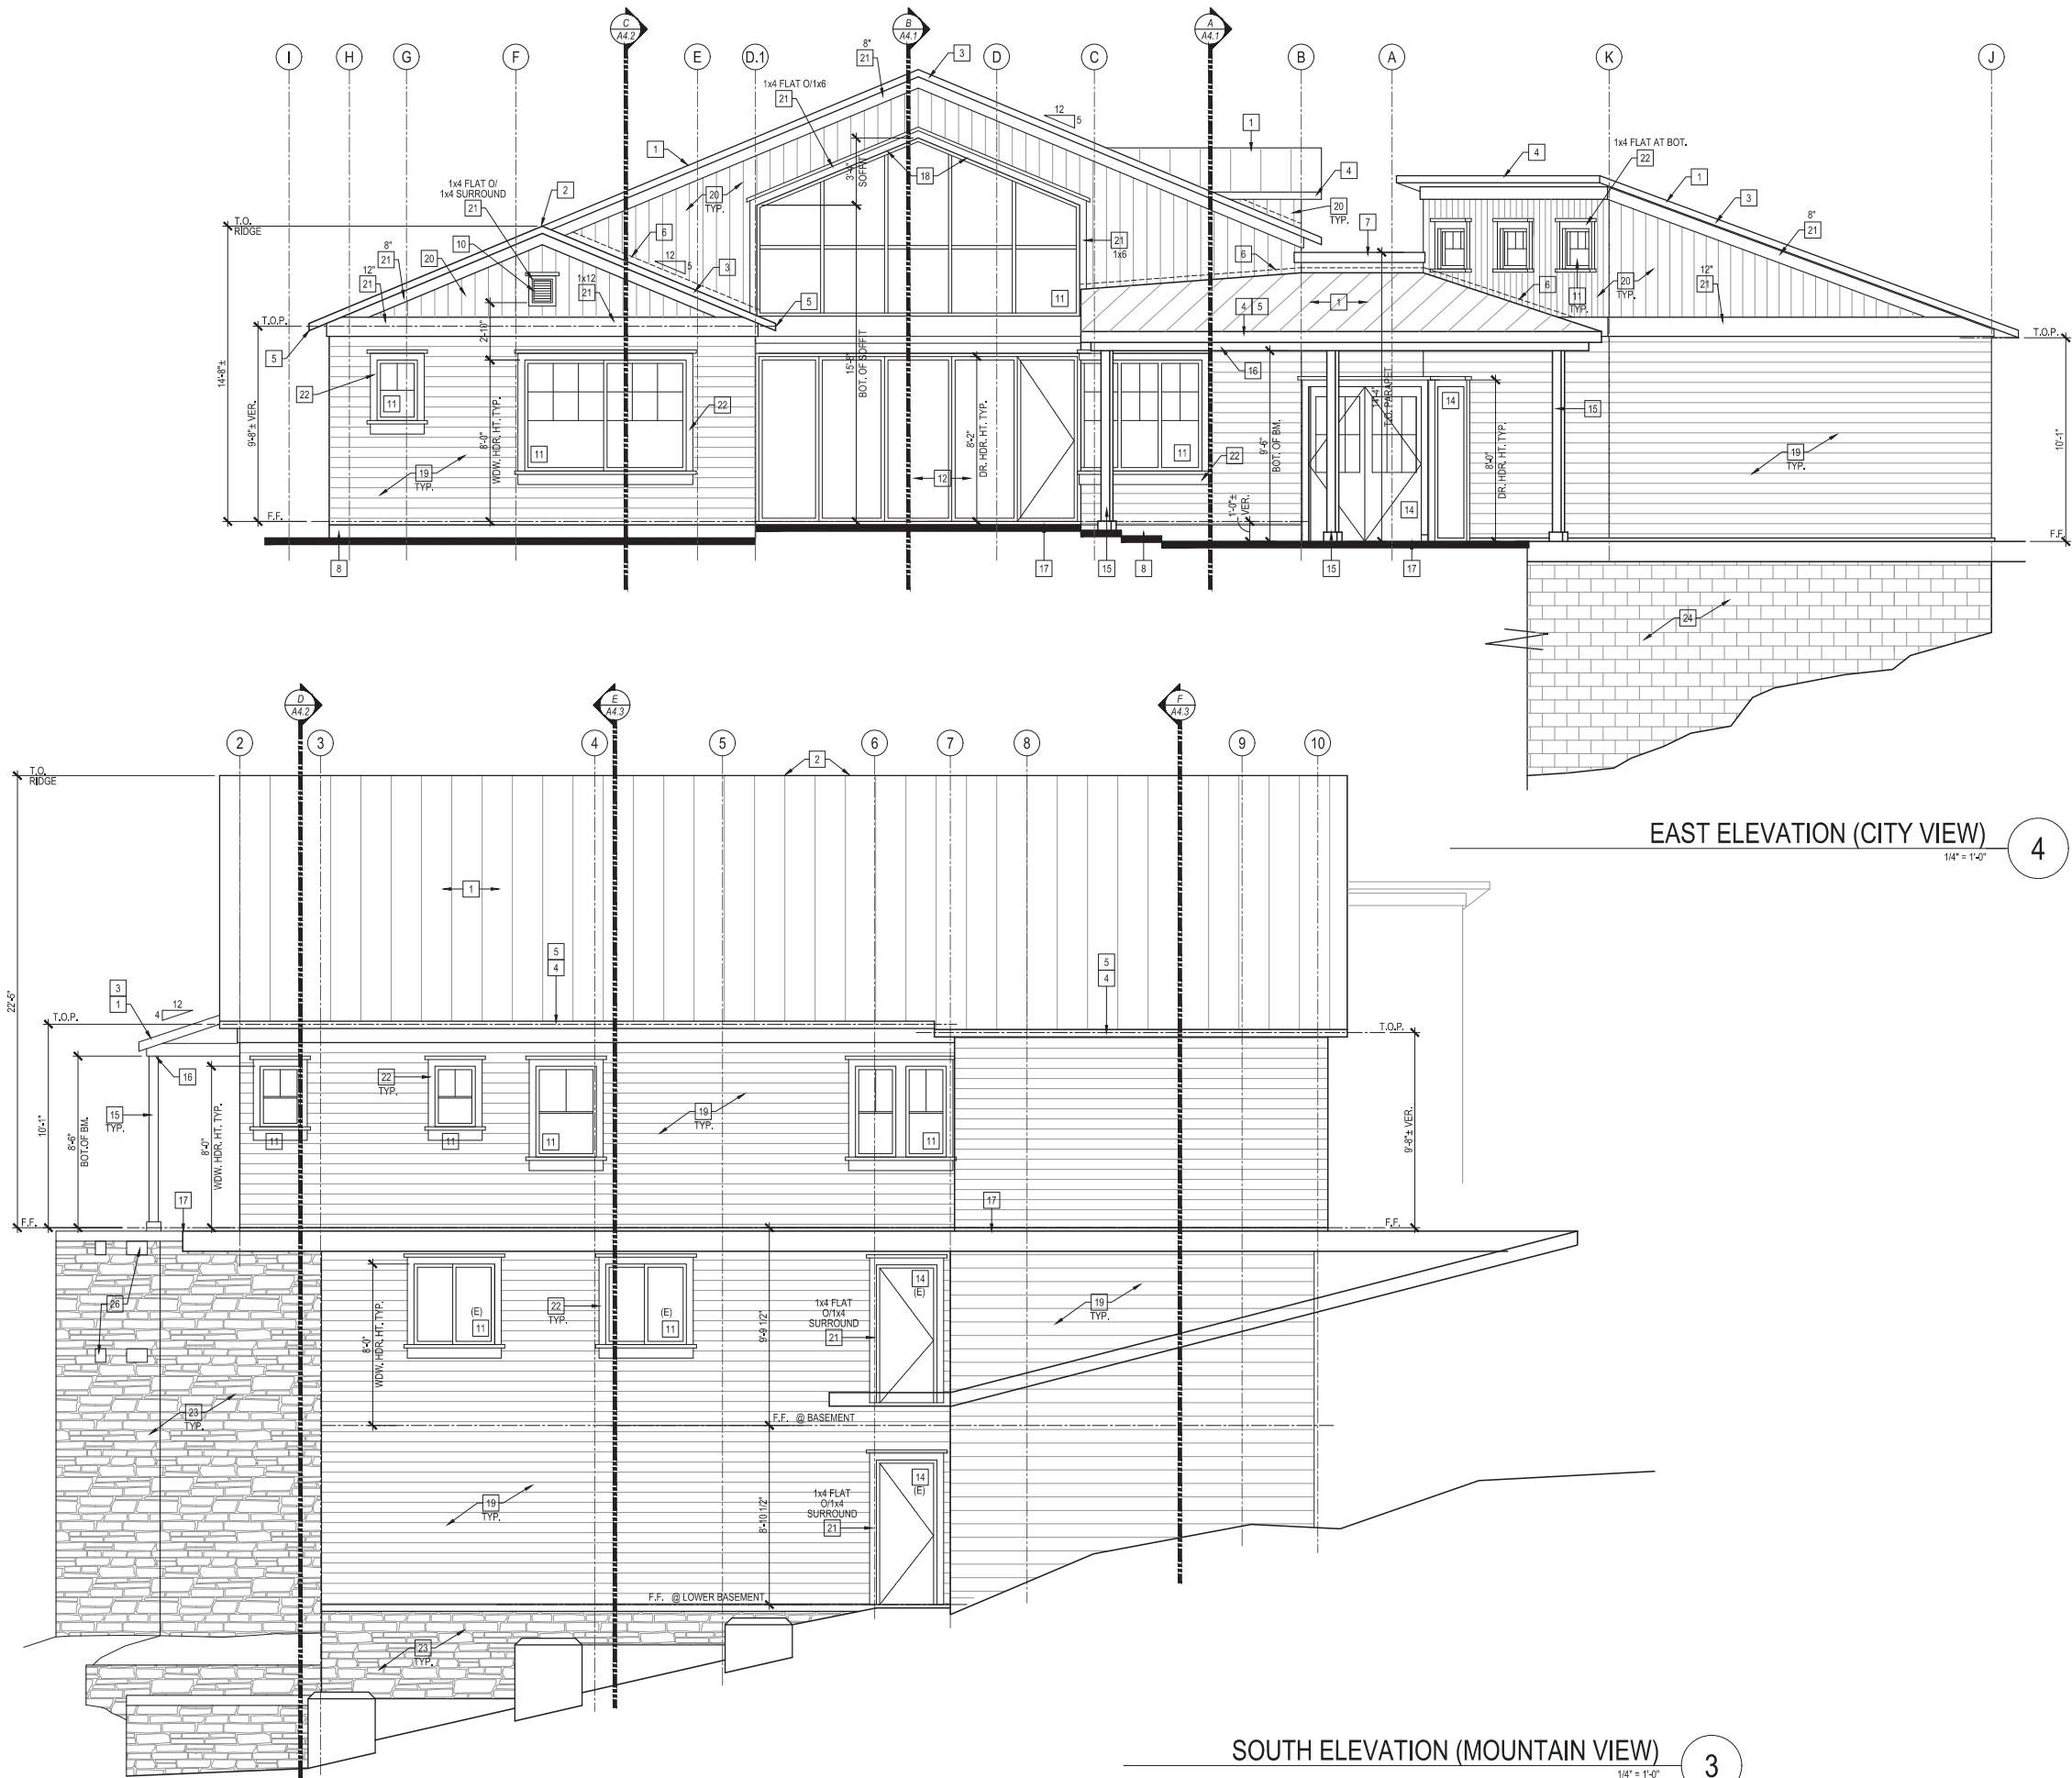 C
A4.2
B
A4.1
A
A4.1
I
H
G
F
E
D.1
D
C
B
A
K
J
8"
21
3
1x4 FLAT O/1x6
21
12
5
1
1
4
4
1x4 FLAT AT BOT.
22
1
3
1x4 FLAT O/
1x4 SURROUND
21
2
3'-4"
SOFFIT
18
20
TYP.
20
TYP.
7
8"
21
T.O.
RIDGE
10
6
12
5
3
21
1x6
6
8"
21
20
12"
21
1x12
21
5
11
4
5
1
6
11
TYP.
20
TYP.
12"
21
T.O.P.
5
2'-10"
T.O.P.
14'-8"±
9'-8"± VER.
22
11
8'-0"
WDW. HDR. HT. TYP.
11
22
15'-8"
BOT. OF SOFFIT
8'-2"
DR. HDR. HT. TYP.
12
11
22
16
9'-6"
BOT. OF BM.
11'-4"
T.O. PARAPET
14
14
8'-0"
DR. HDR. HT. TYP.
15
19
TYP.
19
TYP.
10'-1"
1'-0"±
VER.
F.F.
F.F.
8
17
15
8
15
17
24
EAST ELEVATION (CITY VIEW)
1/4" = 1'-0"
4
D
A4.2
E
A4.3
F
A4.3
2
3
4
5
6
7
8
9
10
T.O.
RIDGE
2
1
5
4
5
4
22'-5"
3
1
12
4
T.O.P.
T.O.P.
16
22
TYP.
19
TYP.
15
TYP.
10'-1"
8'-6"
BOT.OF BM.
8'-0"
WDW. HDR. HT. TYP.
11
11
11
11
9'-8"± VER.
17
17
F.F.
F.F.
26
8'-0"
WDW. HDR. HT. TYP.
(E)
11
22
TYP.
(E)
11
9'-9 1/2"
1x4 FLAT
O/1x4
SURROUND
21
14
(E)
19
TYP.
23
TYP.
F.F. @ BASEMENT
19
TYP.
8'-10 1/2"
1x4 FLAT
O/1x4
SURROUND
21
14
(E)
F.F. @ LOWER BASEMENT
23
TYP.
SOUTH ELEVATION (MOUNTAIN VIEW)
1/4" = 1'-0"
3